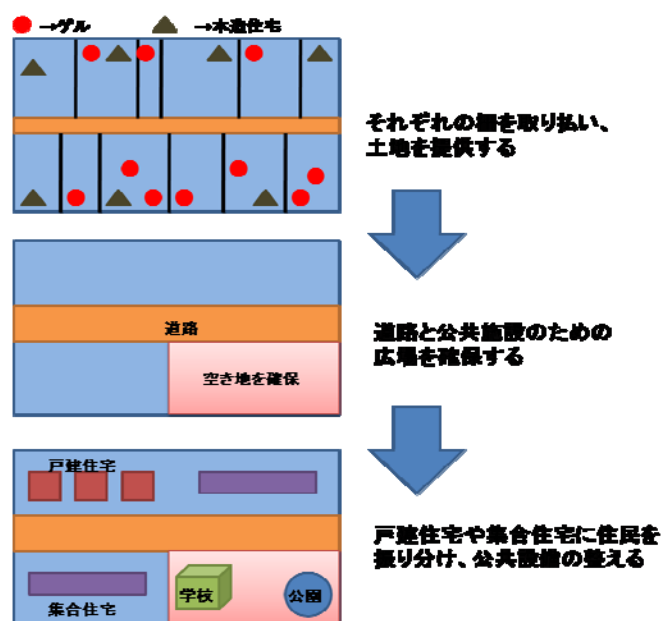 →ゲル →木造住宅
それぞれの柵を取り払い、
土地を提供する
道路
道路と公共施設のための
広場を確保する
空き地を確保
戸建住宅
戸建住宅や集合住宅に住民を
振り分け、公共設備の整える
学校
公園
集合住宅